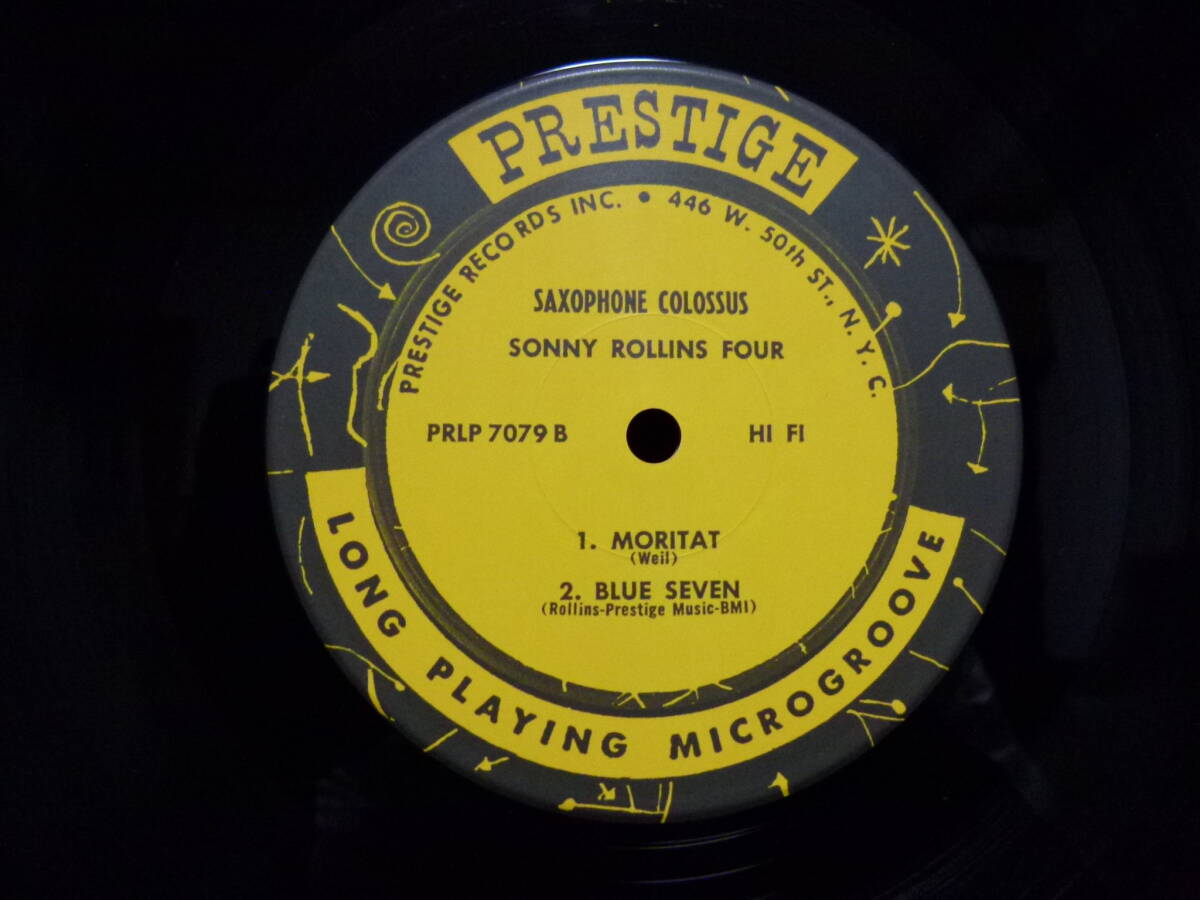 PRESTIGE
PRESTIGE RECORDS INC. • 446 W. 50th ST., N. Y. C.
SAXOPHONE COLOSSUS
SONNY ROLLINS FOUR
PRLP 7079 B HI FI
1. MORITAT
(Weil)
2. BLUE SEVEN
(Rollins-Prestige Music-BMI)
LONG PLAYING MICROGROOVE